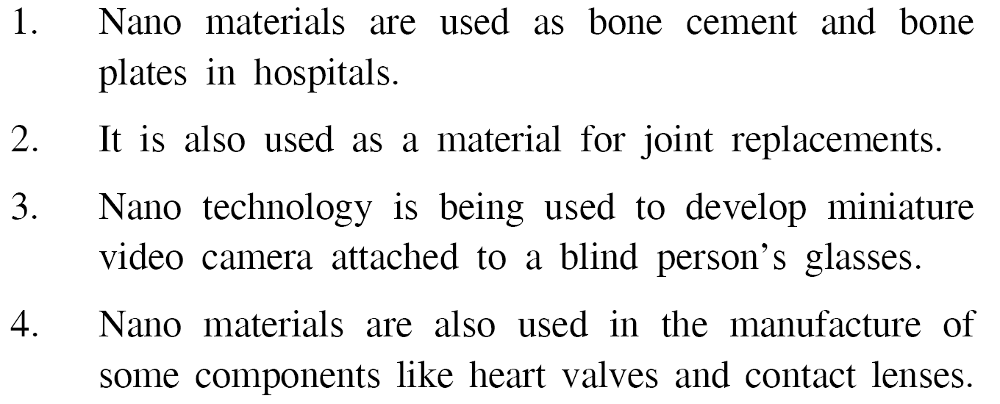 1. Nano materials are used as bone cement and bone
plates in hospitals.
2. It is also used as a material for joint replacements.
3. Nano technology is being used to develop miniature
video camera attached to a blind person’s glasses.
4. Nano materials are also used in the manufacture of
some components like heart valves and contact lenses.